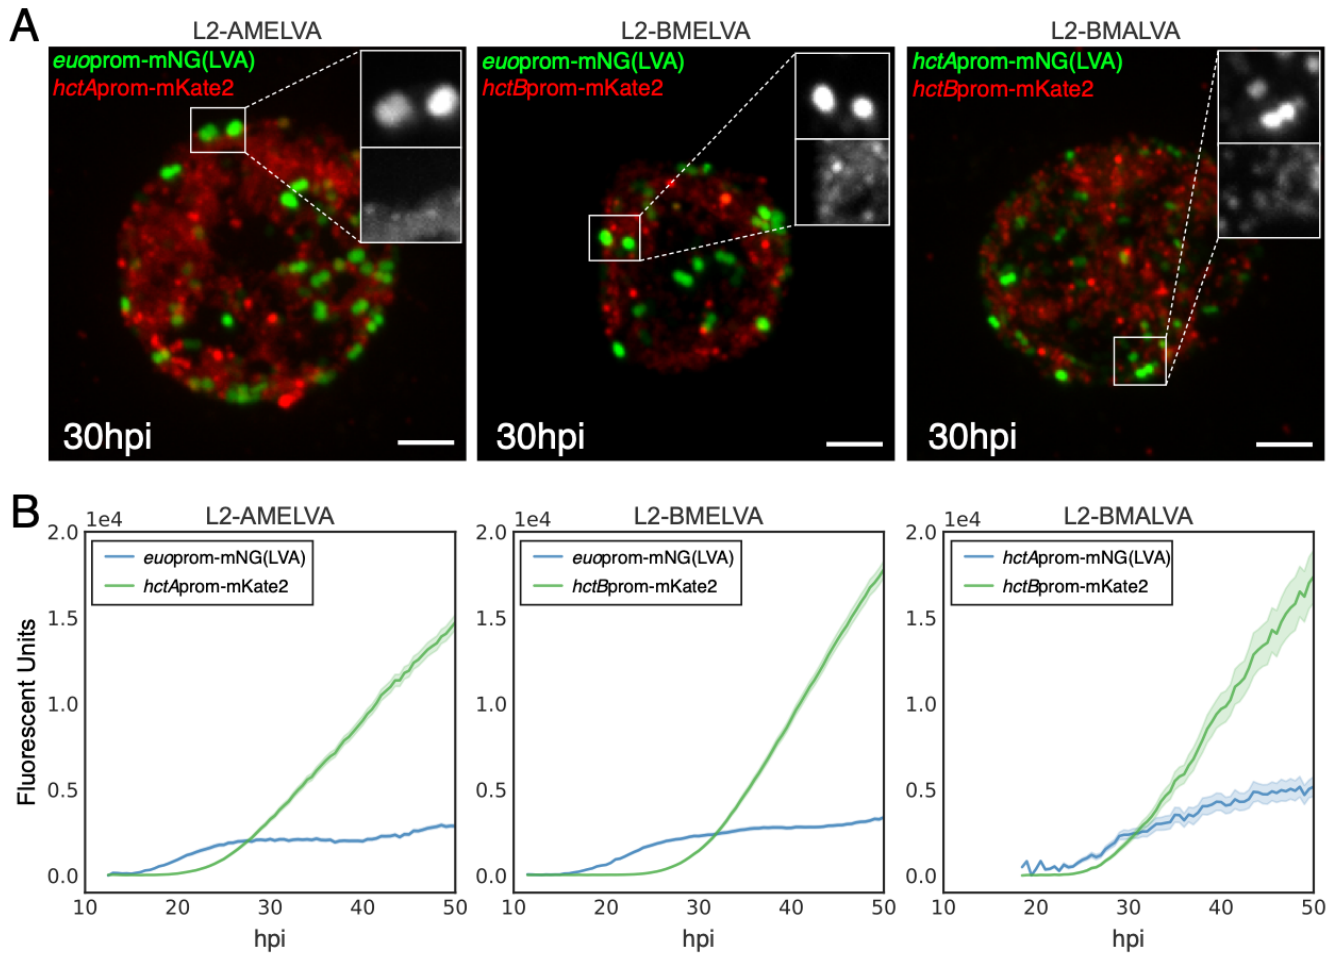 A
L2-AMELVA
L2-BMELVA
L2-BMALVA
euoprom-mNG(LVA)
hctAprom-mKate2
euoprom-mNG(LVA)
hctBprom-mKate2
hctAprom-mNG(LVA)
hctBprom-mKate2
30hpi
30hpi
30hpi
B
L2-AMELVA
L2-BMELVA
L2-BMALVA
1e4
1e4
1e4
2.0
1.5
1.0
0.5
0.0
Fluorescent Units
euoprom-mNG(LVA)
hctAprom-mKate2
10 20 30 40 50
hpi
2.0
1.5
1.0
0.5
0.0
euoprom-mNG(LVA)
hctBprom-mKate2
10 20 30 40 50
hpi
2.0
1.5
1.0
0.5
0.0
hctAprom-mNG(LVA)
hctBprom-mKate2
10 20 30 40 50
hpi